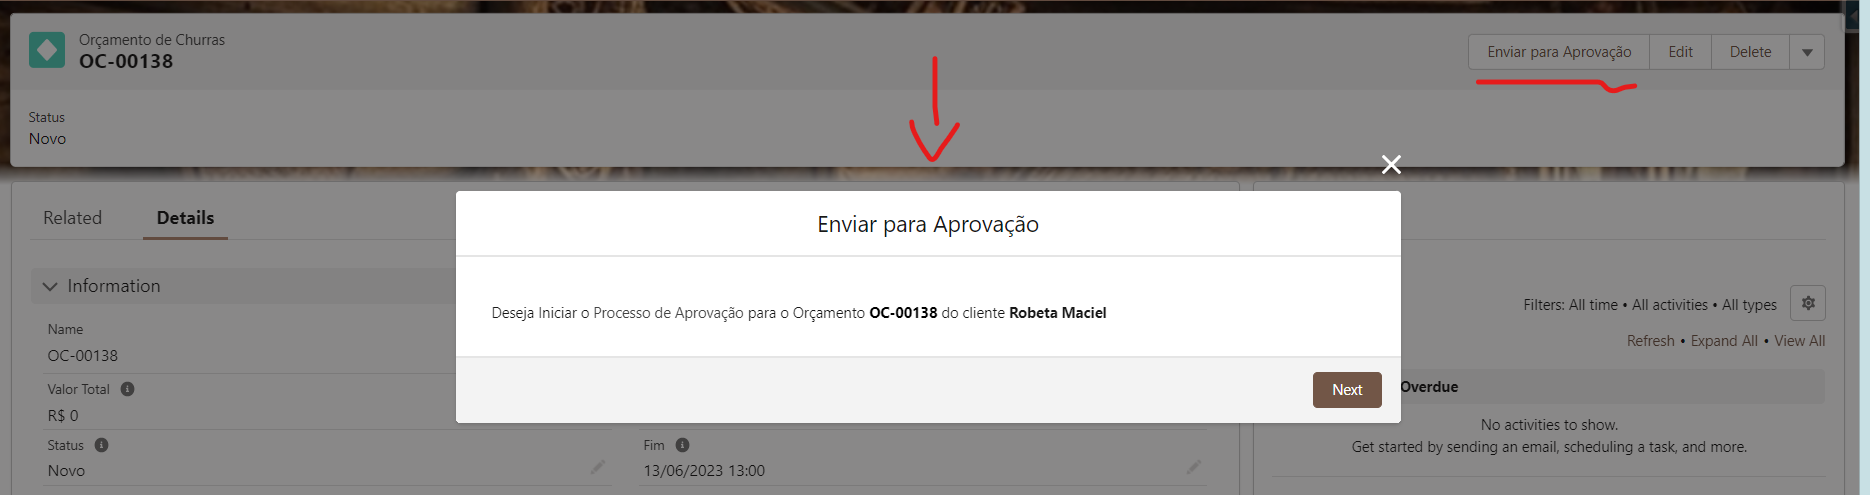 Orçamento de Churras
OC-00138
Enviar para Aprovação
Edit
Delete
Status
Novo
Related
Details
Enviar para Aprovação
Information
Deseja Iniciar o Processo de Aprovação para o Orçamento OC-00138 do cliente Robeta Maciel
Filters: All time • All activities • All types
Name
OC-00138
Refresh • Expand All • View All
Valor Total
R$ 0
Next
Overdue
No activities to show.
Get started by sending an email, scheduling a task, and more.
Status
Novo
Fim
13/06/2023 13:00